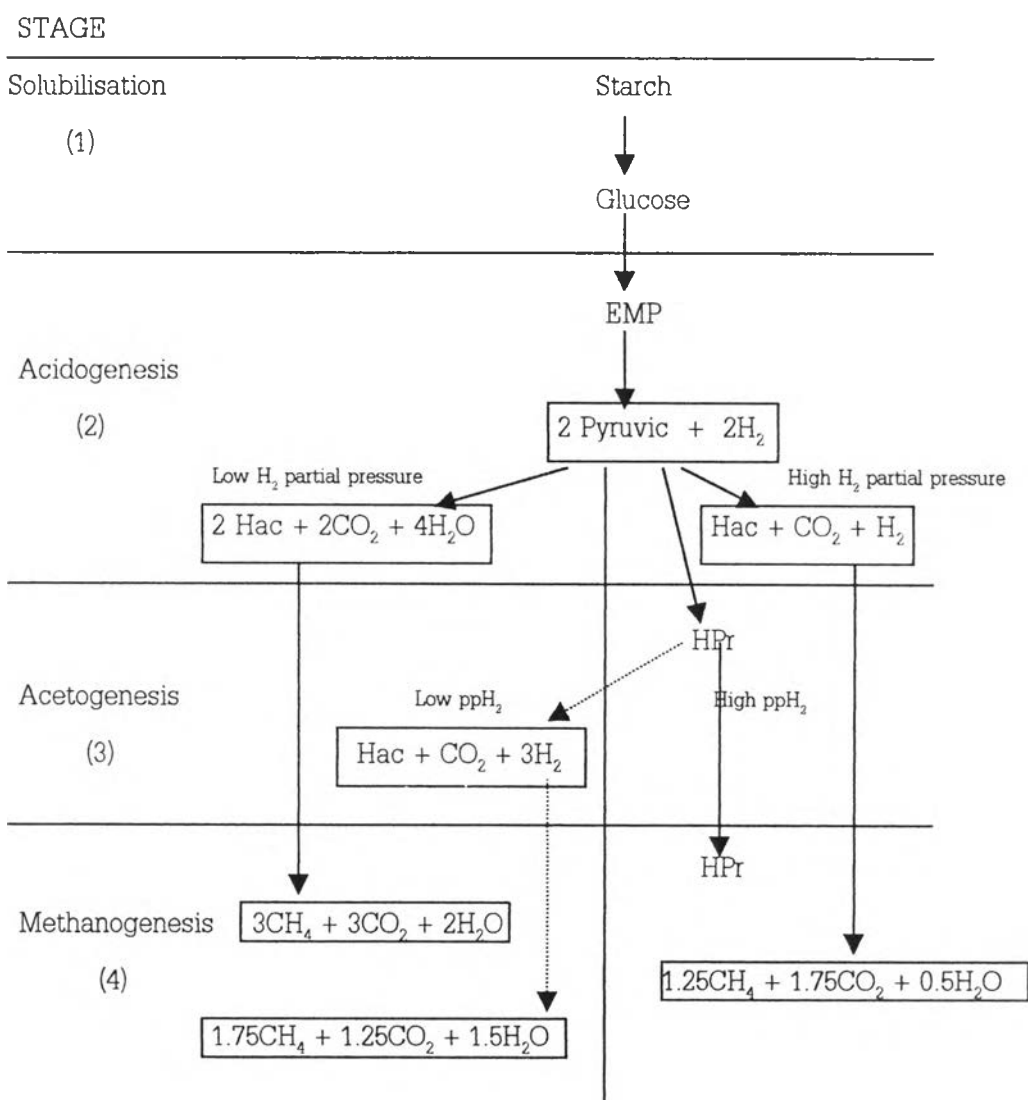 STAGE
Solubilisation
Starch
(1)
Glucose
EMP
Acidogenesis
(2)
2 Pyruvic + 2H₂
Low H₂ partial pressure
High H₂ partial pressure
2 Hac + 2CO₂ + 4H₂O
Hac + CO₂ + H₂
HPr
Acetogenesis
Low ppH₂
High ppH₂
(3)
Hac + CO₂ + 3H₂
HPr
Methanogenesis
3CH₄ + 3CO₂ + 2H₂O
(4)
1.25CH₄ + 1.75CO₂ + 0.5H₂O
1.75CH₄ + 1.25CO₂ + 1.5H₂O